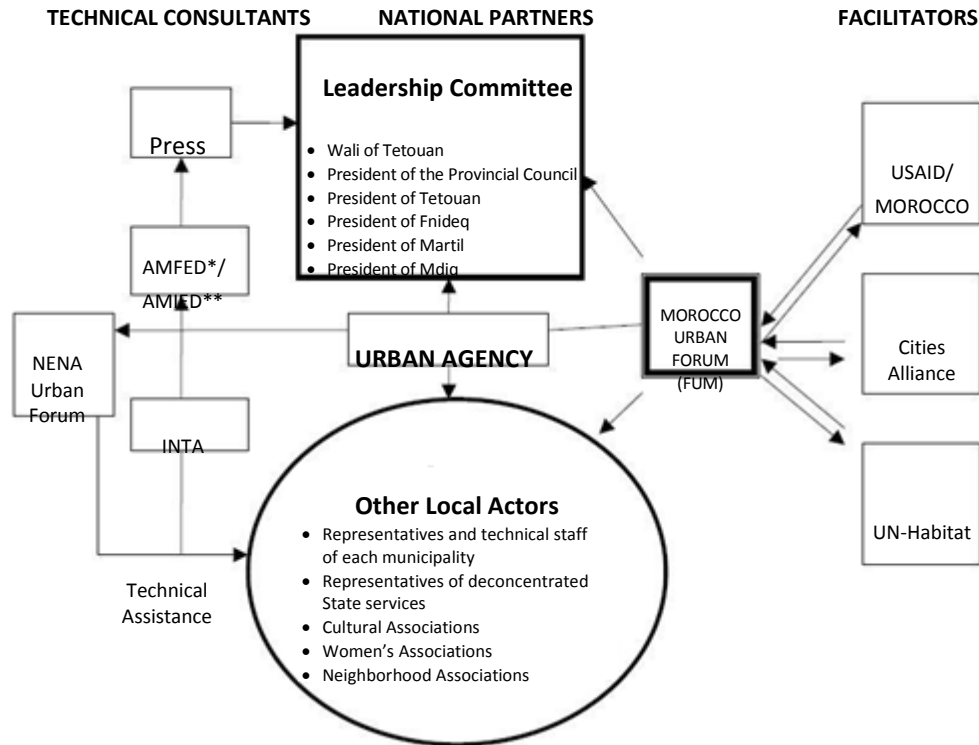 TECHNICAL CONSULTANTS
NATIONAL PARTNERS
FACILITATORS
Leadership Committee
• Wali of Tetouan
• President of the Provincial Council
• President of Tetouan
• President of Fnideq
• President of Martil
• President of Mdiq
Press
AMFED*/
AMIED**
NENA
Urban
Forum
INTA
Technical
Assistance
URBAN AGENCY
MOROCCO
URBAN
FORUM
(FUM)
USAID/
MOROCCO
Cities
Alliance
UN-Habitat
Other Local Actors
• Representatives and technical staff
of each municipality
• Representatives of deconcentrated
State services
• Cultural Associations
• Women’s Associations
• Neighborhood Associations